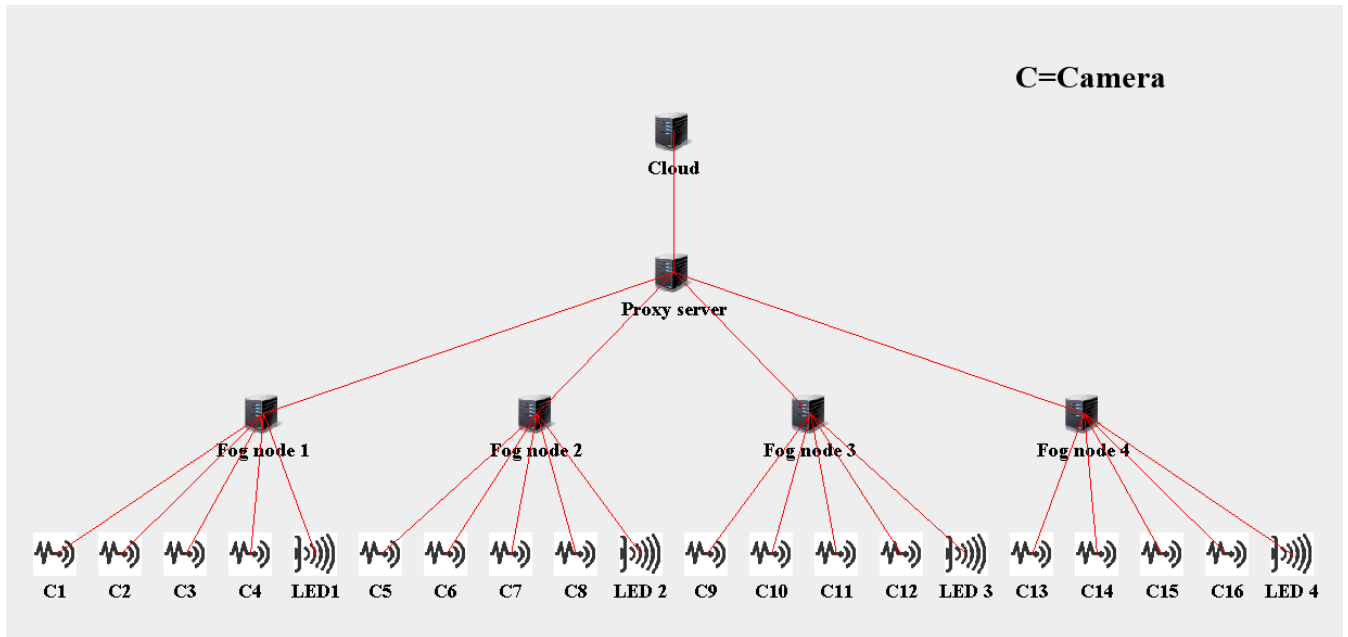 C=Camera
Cloud
Proxy server
Fog node 1 Fog node 2 Fog node 3 Fog node 4
C1 C2 C3 C4 LED1 C5 C6 C7 C8 LED 2 C9 C10 C11 C12 LED 3 C13 C14 C15 C16 LED 4